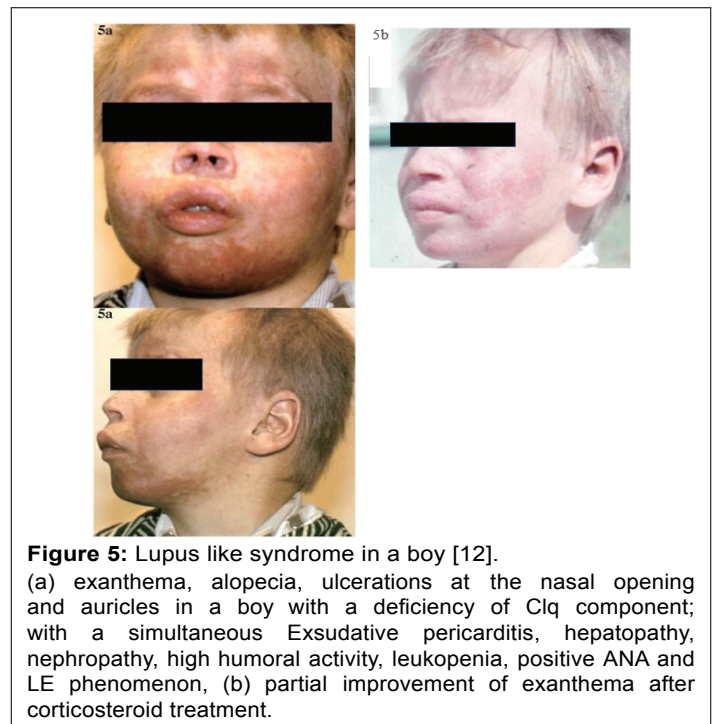 5a
5b
5a
Figure 5: Lupus like syndrome in a boy [12].
(a) exanthema, alopecia, ulcerations at the nasal opening
and auricles in a boy with a deficiency of Clq component;
with a simultaneous Exsudative pericarditis, hepatopathy,
nephropathy, high humoral activity, leukopenia, positive ANA and
LE phenomenon, (b) partial improvement of exanthema after
corticosteroid treatment.